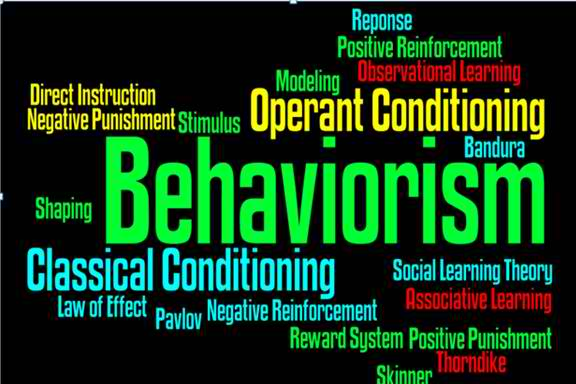 Reponse
Positive Reinforcement
Observational Learning
Modeling
Direct Instruction
Operant Conditioning
Negative Punishment
Stimulus
Bandura
Behaviorism
Shaping
Classical Conditioning
Social Learning Theory
Associative Learning
Law of Effect
Pavlov
Negative Reinforcement
Reward System
Positive Punishment
Thorndike
Skinner